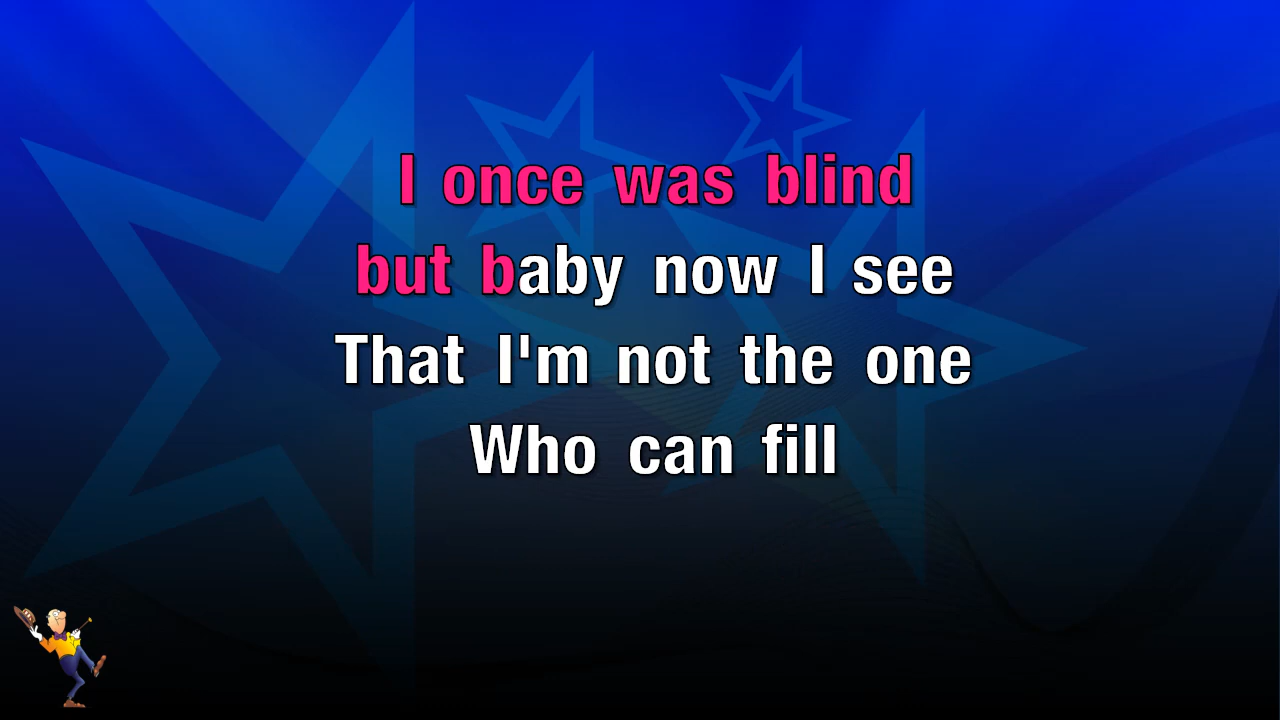 I once was blind
but baby now I see
That I'm not the one
Who can fill